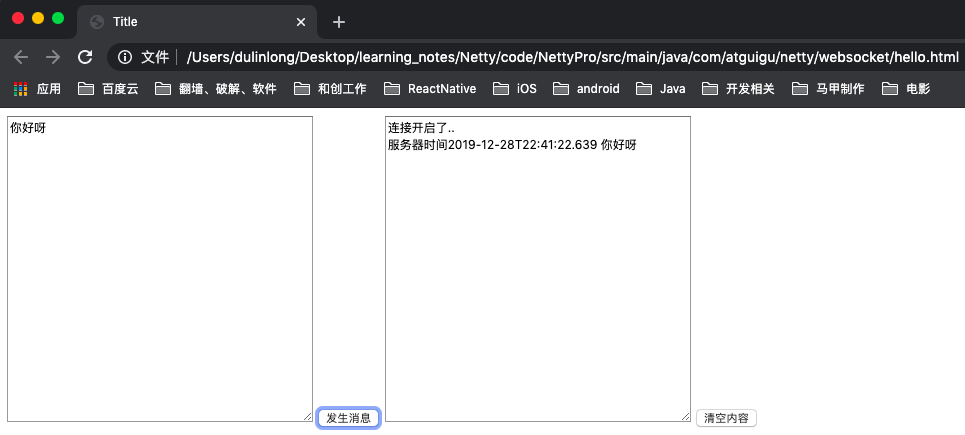 Title
文件 /Users/dulinlong/Desktop/learning_notes/Netty/code/NettyPro/src/main/java/com/atguigu/netty/websocket/hello.html
应用 百度云 翻墙、破解、软件 和创工作 ReactNative iOS android Java 开发相关 马甲制作 电影
你好呀
连接开启了..
服务器时间2019-12-28T22:41:22.639 你好呀
发生消息
清空内容